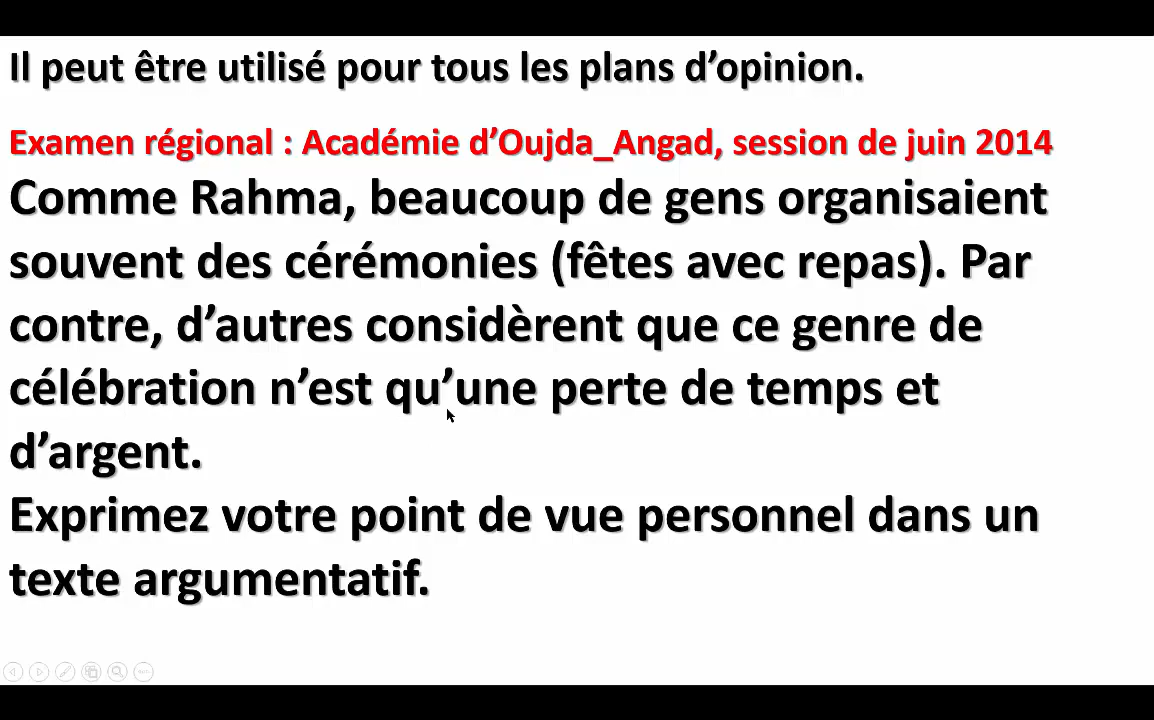 Il peut être utilisé pour tous les plans d’opinion.
Examen régional : Académie d’Oujda_Angad, session de juin 2014
Comme Rahma, beaucoup de gens organisaient
souvent des cérémonies (fêtes avec repas). Par
contre, d’autres considèrent que ce genre de
célébration n’est qu’une perte de temps et
d’argent.
Exprimez votre point de vue personnel dans un
texte argumentatif.